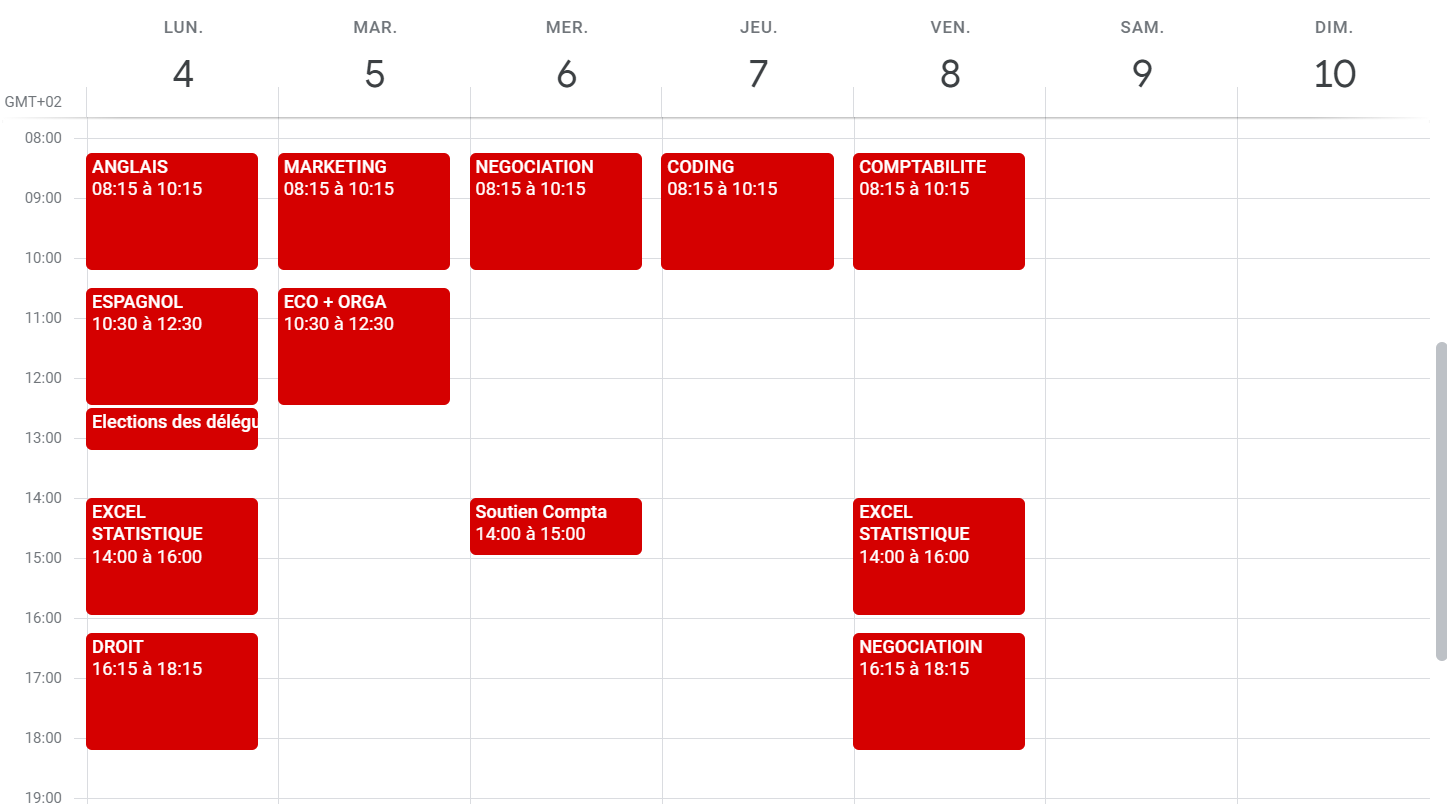 LUN. MAR. MER. JEU. VEN. SAM. DIM.
4 5 6 7 8 9 10
GMT+02
08:00
ANGLAIS
08:15 à 10:15
MARKETING
08:15 à 10:15
NEGOCIATION
08:15 à 10:15
CODING
08:15 à 10:15
COMPTABILITE
08:15 à 10:15
09:00
10:00
ESPAGNOL
10:30 à 12:30
ECO + ORGA
10:30 à 12:30
11:00
12:00
Elections des délégu
13:00
14:00
EXCEL
STATISTIQUE
14:00 à 16:00
Soutien Compta
14:00 à 15:00
EXCEL
STATISTIQUE
14:00 à 16:00
15:00
16:00
DROIT
16:15 à 18:15
NEGOCIATIOIN
16:15 à 18:15
17:00
18:00
19:00